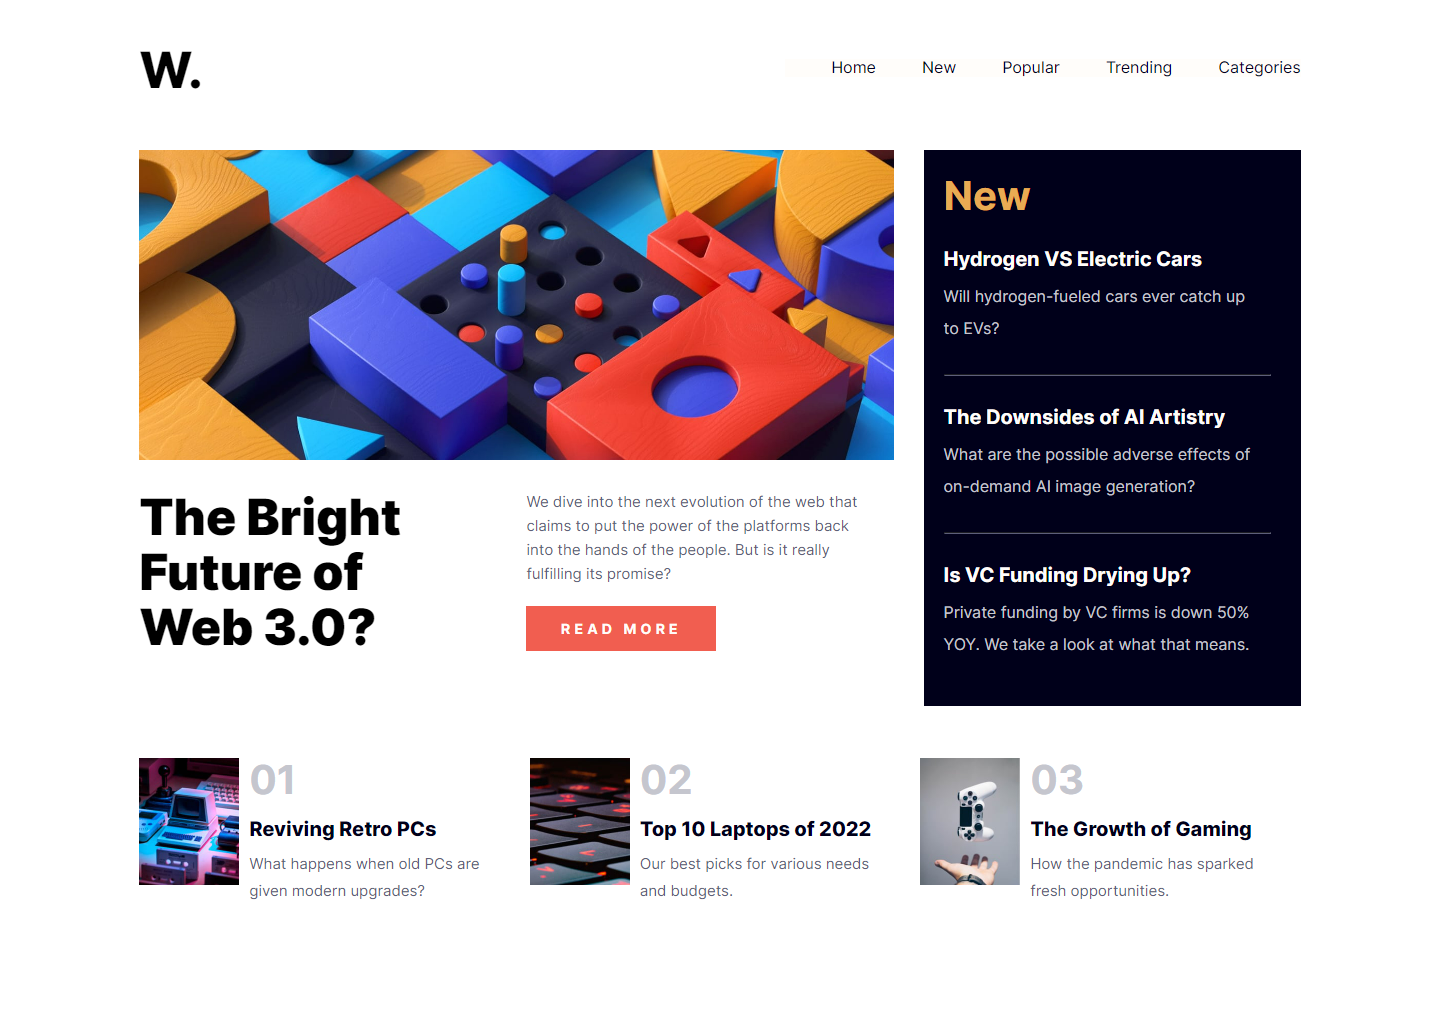 W.
Home New Popular Trending Categories
The Bright
Future of
Web 3.0?
We dive into the next evolution of the web that
claims to put the power of the platforms back
into the hands of the people. But is it really
fulfilling its promise?
READ MORE
New
Hydrogen VS Electric Cars
Will hydrogen-fueled cars ever catch up
to EVs?
The Downsides of AI Artistry
What are the possible adverse effects of
on-demand AI image generation?
Is VC Funding Drying Up?
Private funding by VC firms is down 50%
YOY. We take a look at what that means.
01
Reviving Retro PCs
What happens when old PCs are
given modern upgrades?
02
Top 10 Laptops of 2022
Our best picks for various needs
and budgets.
03
The Growth of Gaming
How the pandemic has sparked
fresh opportunities.